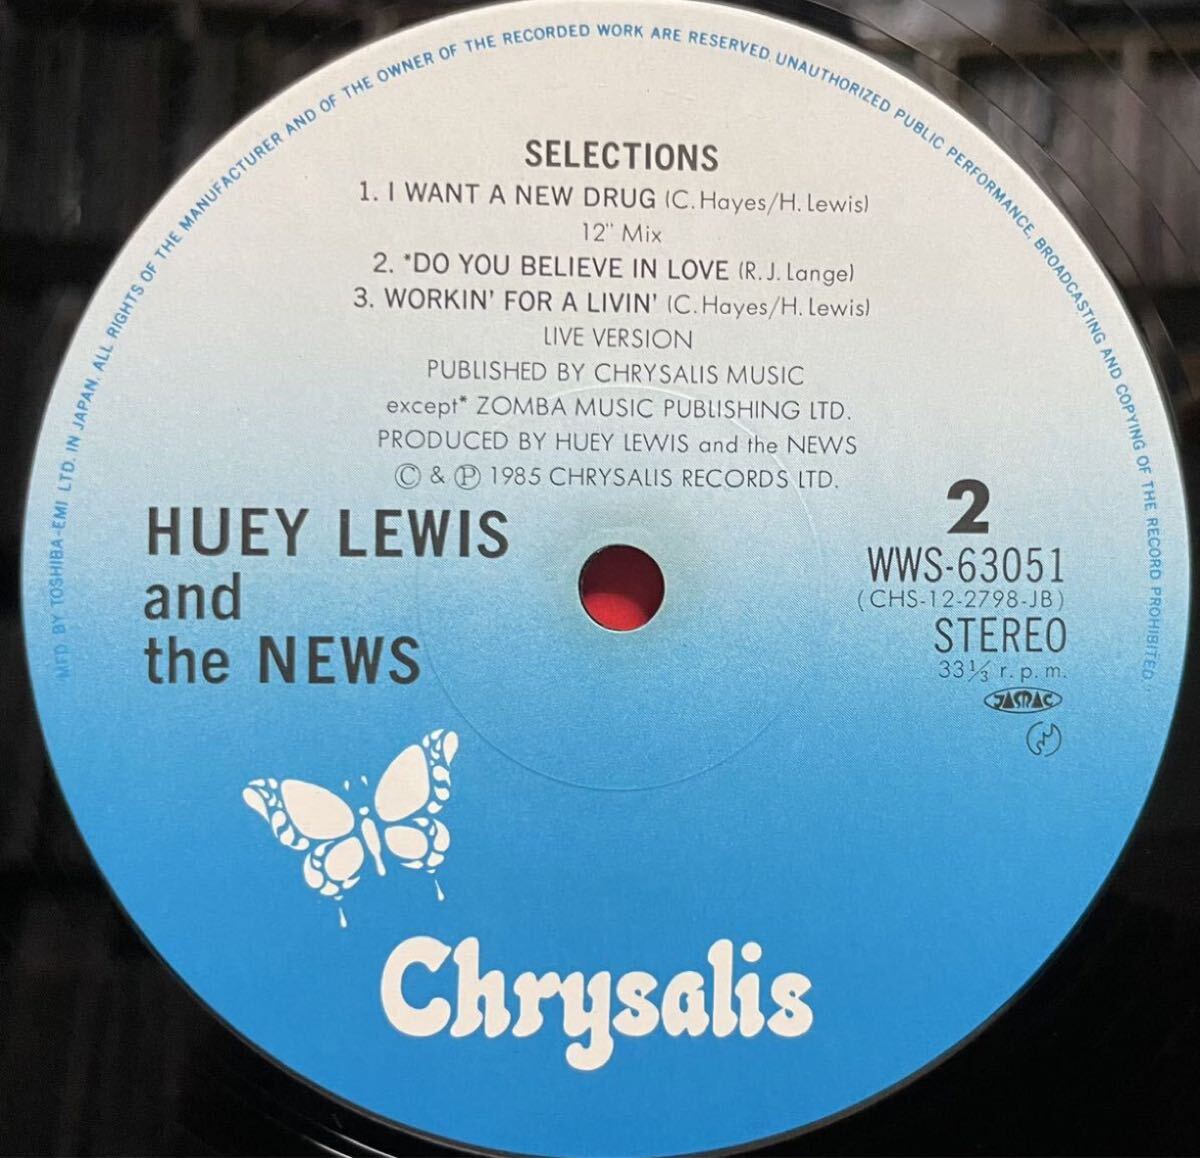 MFD BY TOSHIBA-EMI LTD. IN JAPAN. ALL RIGHTS OF THE MANUFACTURER AND OF THE OWNER OF THE RECORDED WORK ARE RESERVED. UNAUTHORIZED PUBLIC PERFORMANCE, BROADCASTING AND COPYING OF THE RECORD PROHIBITED.
SELECTIONS
1. I WANT A NEW DRUG (C. Hayes/H. Lewis)
12" Mix
2. *DO YOU BELIEVE IN LOVE (R. J. Lange)
3. WORKIN' FOR A LIVIN' (C. Hayes/H. Lewis)
LIVE VERSION
PUBLISHED BY CHRYSALIS MUSIC
except* ZOMBA MUSIC PUBLISHING LTD.
PRODUCED BY HUEY LEWIS and the NEWS
© & ℗ 1985 CHRYSALIS RECORDS LTD.
HUEY LEWIS
and
the NEWS
2
WWS-63051
(CHS-12-2798-JB)
STEREO
33⅓ r. p. m.
JASRAC
Chrysalis